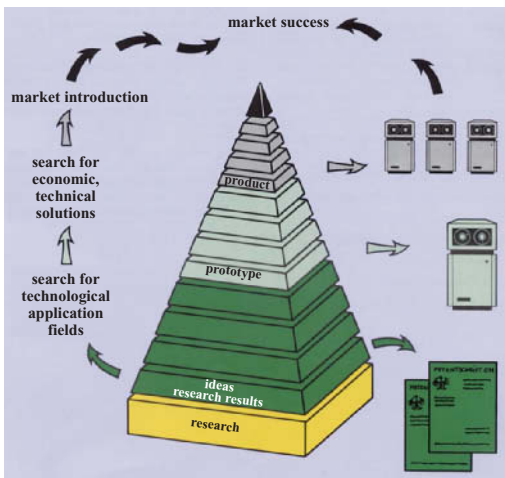 market success
market introduction
search for
economic,
technical
solutions
search for
technological
application
fields
product
prototype
ideas
research results
research